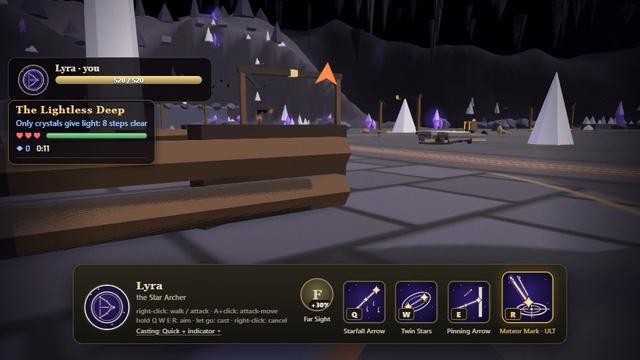 Lyra · you
520 / 520
The Lightless Deep
Only crystals give light: 8 steps clear
0 0:11
Lyra
the Star Archer
right-click: walk / attack · A+click: attack-move
hold Q W E R: aim · let go: cast · right-click: cancel
Casting: Quick + indicator
F
+30%
Far Sight
Q
Starfall Arrow
W
Twin Stars
E
Pinning Arrow
R
Meteor Mark · ULT